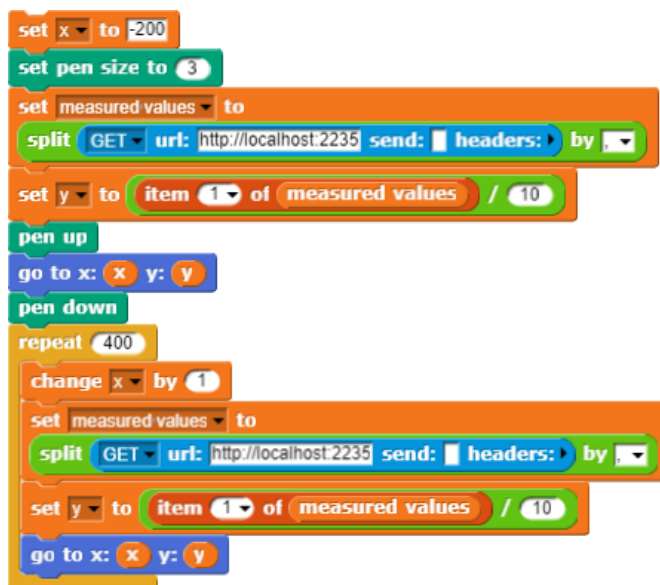 set x to -200
set pen size to 3
set measured values to
split GET url: http://localhost:2235 send: headers: by ,
set y to item 1 of measured values / 10
pen up
go to x: x y: y
pen down
repeat 400
change x by 1
set measured values to
split GET url: http://localhost:2235 send: headers: by ,
set y to item 1 of measured values / 10
go to x: x y: y